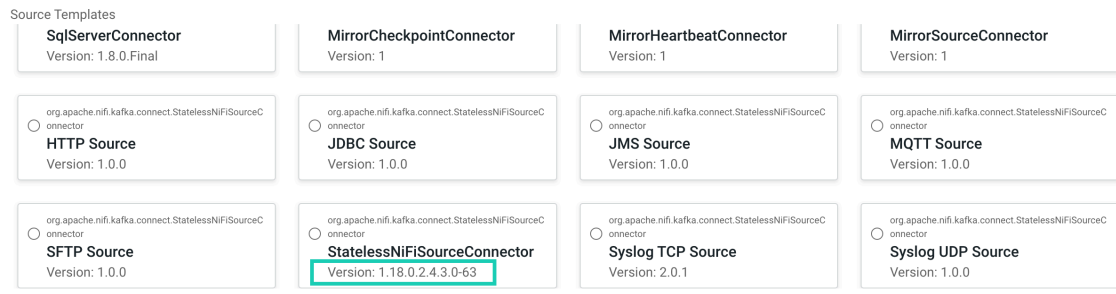 Source Templates
SqlServerConnector
Version: 1.8.0.Final
MirrorCheckpointConnector
Version: 1
MirrorHeartbeatConnector
Version: 1
MirrorSourceConnector
Version: 1
org.apache.nifi.kafka.connect.StatelessNiFiSourceC
onnector
HTTP Source
Version: 1.0.0
org.apache.nifi.kafka.connect.StatelessNiFiSourceC
onnector
JDBC Source
Version: 1.0.0
org.apache.nifi.kafka.connect.StatelessNiFiSourceC
onnector
JMS Source
Version: 1.0.0
org.apache.nifi.kafka.connect.StatelessNiFiSourceC
onnector
MQTT Source
Version: 1.0.0
org.apache.nifi.kafka.connect.StatelessNiFiSourceC
onnector
SFTP Source
Version: 1.0.0
org.apache.nifi.kafka.connect.StatelessNiFiSourceC
onnector
StatelessNiFiSourceConnector
Version: 1.18.0.2.4.3.0-63
org.apache.nifi.kafka.connect.StatelessNiFiSourceC
onnector
Syslog TCP Source
Version: 2.0.1
org.apache.nifi.kafka.connect.StatelessNiFiSourceC
onnector
Syslog UDP Source
Version: 1.0.0